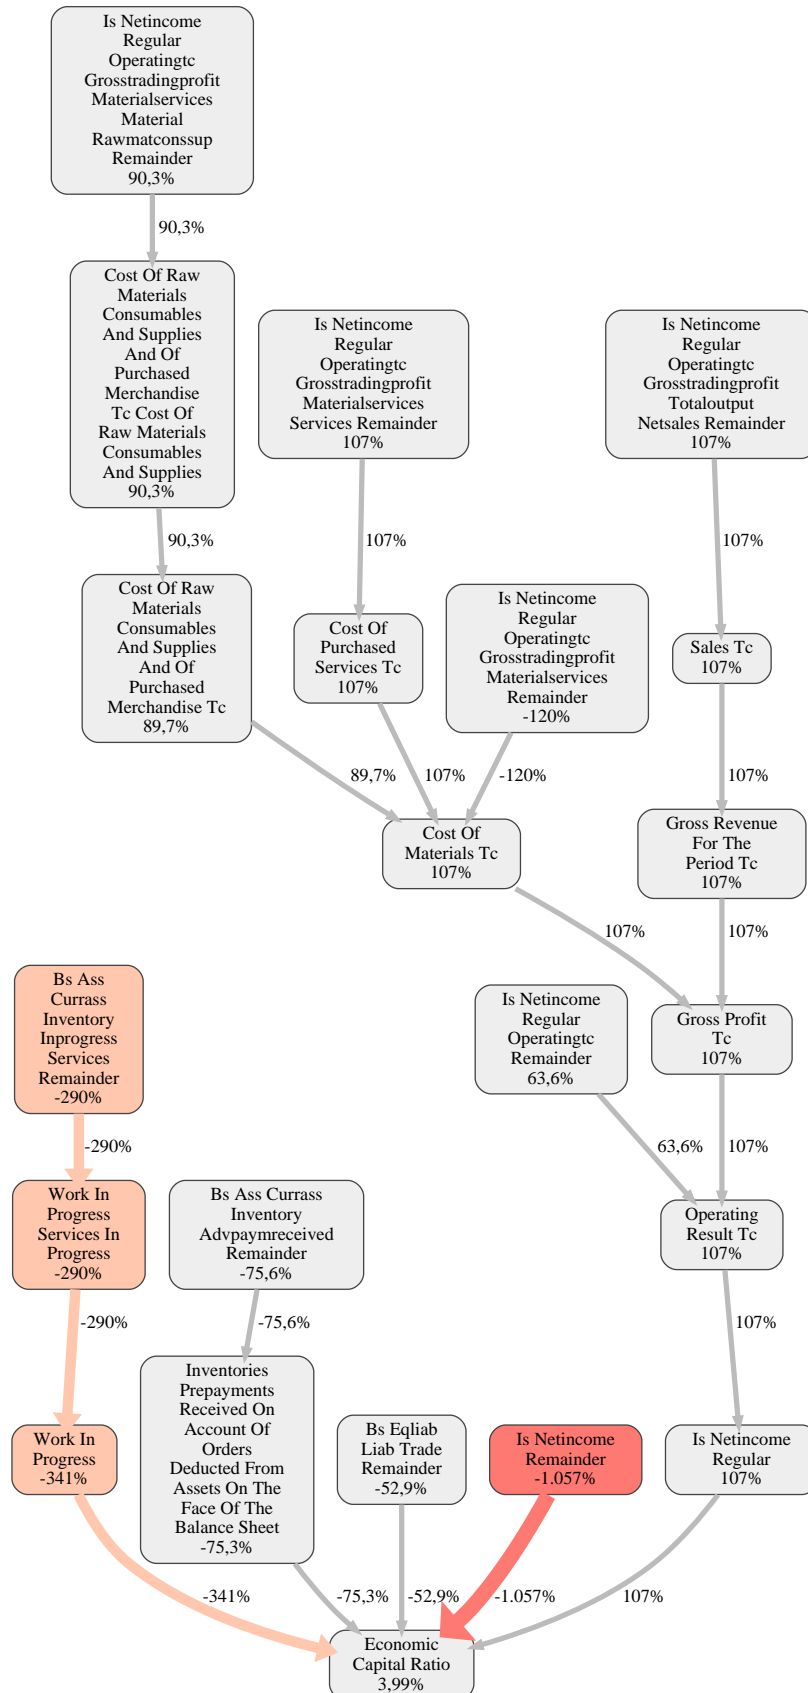 Is Netincome
Regular
Operatingtc
Grosstradingprofit
Materialservices
Material
Rawmatconssup
Remainder
90,3%
90,3%
Cost Of Raw
Materials
Consumables
And Supplies
And Of
Purchased
Merchandise
Tc Cost Of
Raw Materials
Consumables
And Supplies
90,3%
Is Netincome
Regular
Operatingtc
Grosstradingprofit
Materialservices
Services Remainder
107%
Is Netincome
Regular
Operatingtc
Grosstradingprofit
Totaloutput
Netsales Remainder
107%
90,3%
107%
107%
Cost Of Raw
Materials
Consumables
And Supplies
And Of
Purchased
Merchandise Tc
89,7%
Cost Of
Purchased
Services Tc
107%
Is Netincome
Regular
Operatingtc
Grosstradingprofit
Materialservices
Remainder
-120%
Sales Tc
107%
89,7%
107%
-120%
107%
Cost Of
Materials Tc
107%
Gross Revenue
For The
Period Tc
107%
107%
107%
Bs Ass
Currass
Inventory
Inprogress
Services
Remainder
-290%
Is Netincome
Regular
Operatingtc
Remainder
63,6%
Gross Profit
Tc
107%
-290%
63,6%
107%
Work In
Progress
Services In
Progress
-290%
Bs Ass Currass
Inventory
Advpaymreceived
Remainder
-75,6%
Operating
Result Tc
107%
-290%
-75,6%
107%
Work In
Progress
-341%
Inventories
Prepayments
Received On
Account Of
Orders
Deducted From
Assets On The
Face Of The
Balance Sheet
-75,3%
Bs Eqliab
Liab Trade
Remainder
-52,9%
Is Netincome
Remainder
-1.057%
Is Netincome
Regular
107%
-341%
-75,3%
-52,9%
-1.057%
107%
Economic
Capital Ratio
3,99%